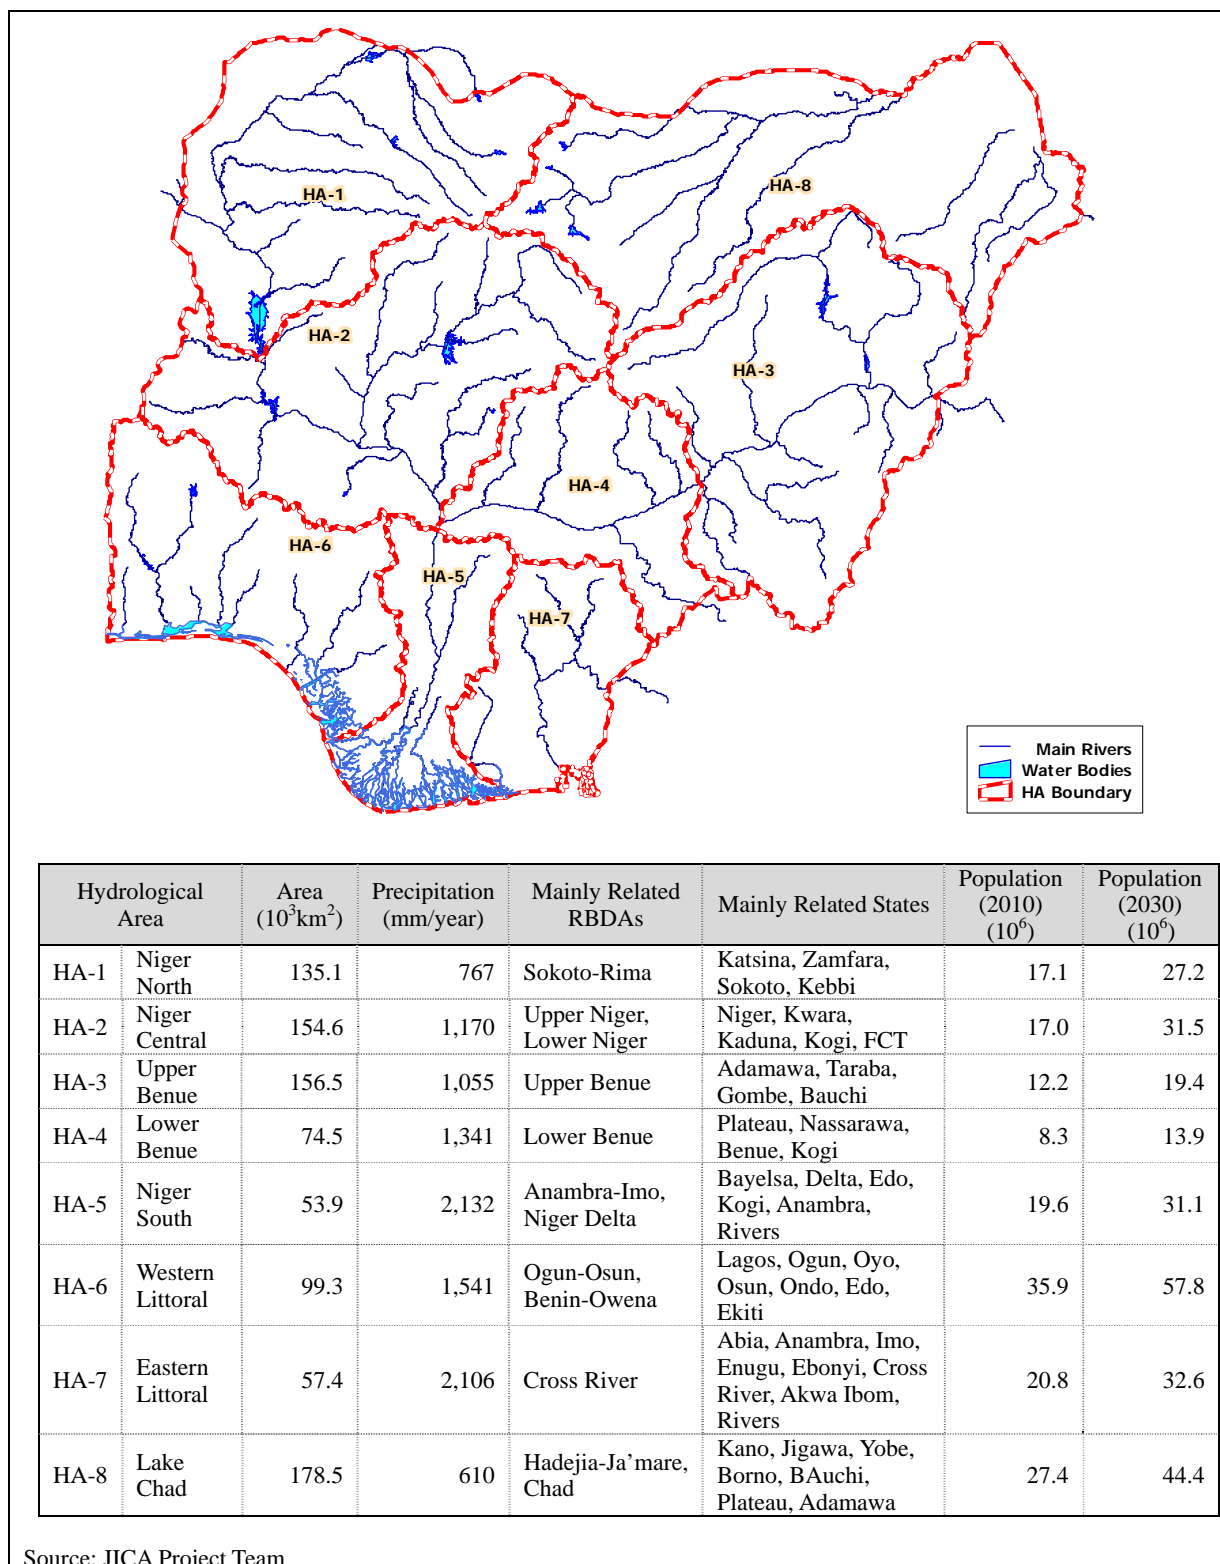 HA-1
HA-8
HA-2
HA-3
HA-4
HA-6
HA-5
HA-7
Main Rivers
Water Bodies
HA Boundary
Hydrological Area Area (10³km²) Precipitation (mm/year) Mainly Related RBDAs Mainly Related States Population (2010) (10⁶) Population (2030) (10⁶)
HA-1 Niger North 135.1 767 Sokoto-Rima Katsina, Zamfara, Sokoto, Kebbi 17.1 27.2
HA-2 Niger Central 154.6 1,170 Upper Niger, Lower Niger Niger, Kwara, Kaduna, Kogi, FCT 17.0 31.5
HA-3 Upper Benue 156.5 1,055 Upper Benue Adamawa, Taraba, Gombe, Bauchi 12.2 19.4
HA-4 Lower Benue 74.5 1,341 Lower Benue Plateau, Nassarawa, Benue, Kogi 8.3 13.9
HA-5 Niger South 53.9 2,132 Anambra-Imo, Niger Delta Bayelsa, Delta, Edo, Kogi, Anambra, Rivers 19.6 31.1
HA-6 Western Littoral 99.3 1,541 Ogun-Osun, Benin-Owena Lagos, Ogun, Oyo, Osun, Ondo, Edo, Ekiti 35.9 57.8
HA-7 Eastern Littoral 57.4 2,106 Cross River Abia, Anambra, Imo, Enugu, Ebonyi, Cross River, Akwa Ibom, Rivers 20.8 32.6
HA-8 Lake Chad 178.5 610 Hadejia-Ja’mare, Chad Kano, Jigawa, Yobe, Borno, BAuchi, Plateau, Adamawa 27.4 44.4
Source: JICA Project Team